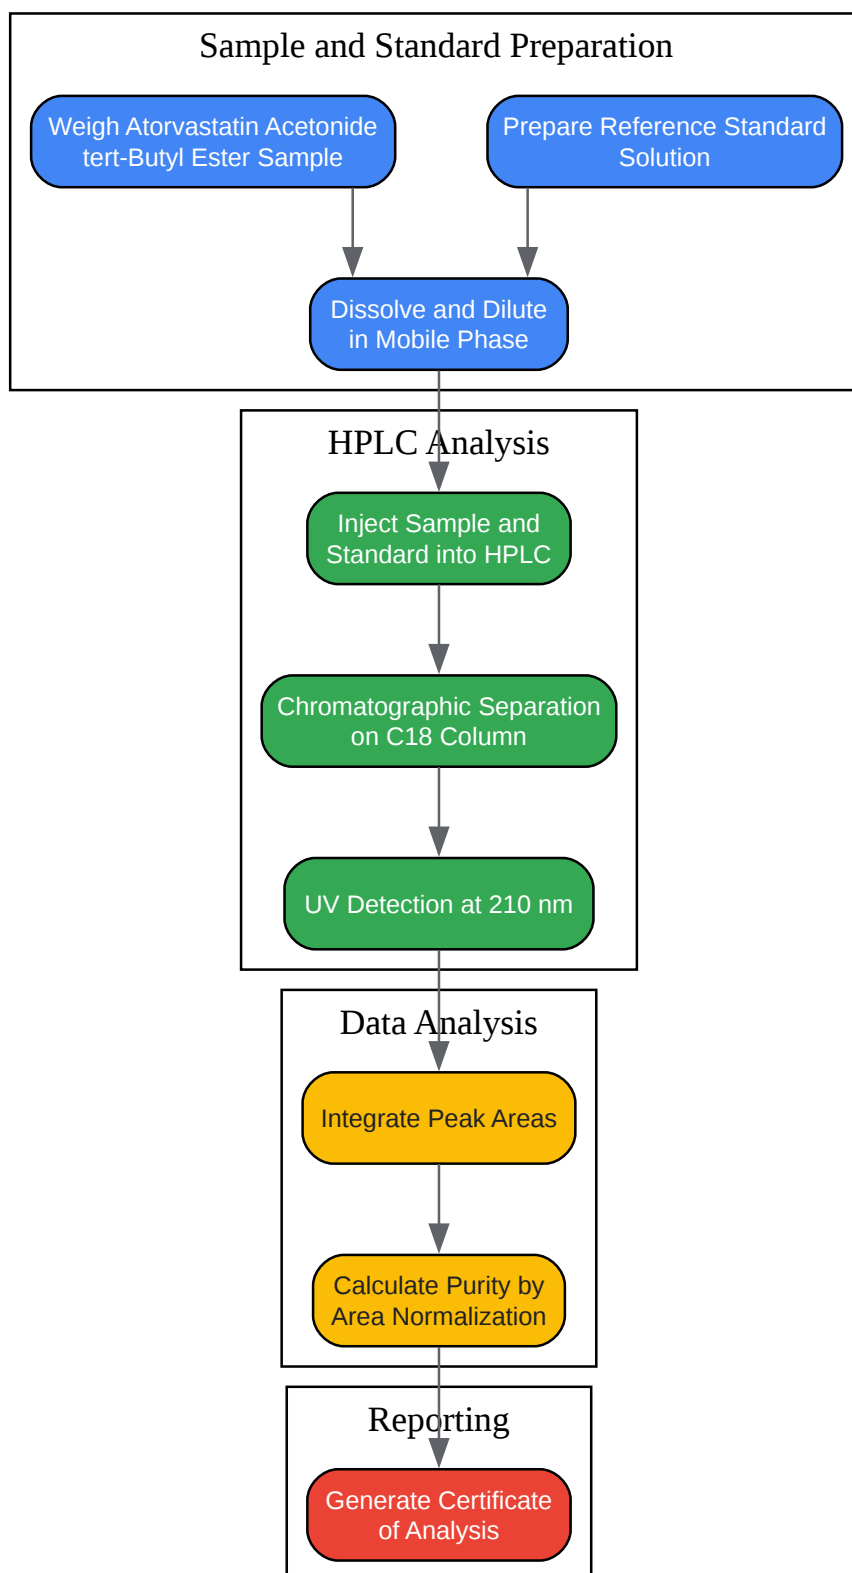 Sample and Standard Preparation
Weigh Atorvastatin Acetonide
tert-Butyl Ester Sample
Prepare Reference Standard
Solution
Dissolve and Dilute
in Mobile Phase
HPLC Analysis
Inject Sample and
Standard into HPLC
Chromatographic Separation
on C18 Column
UV Detection at 210 nm
Data Analysis
Integrate Peak Areas
Calculate Purity by
Area Normalization
Reporting
Generate Certificate
of Analysis